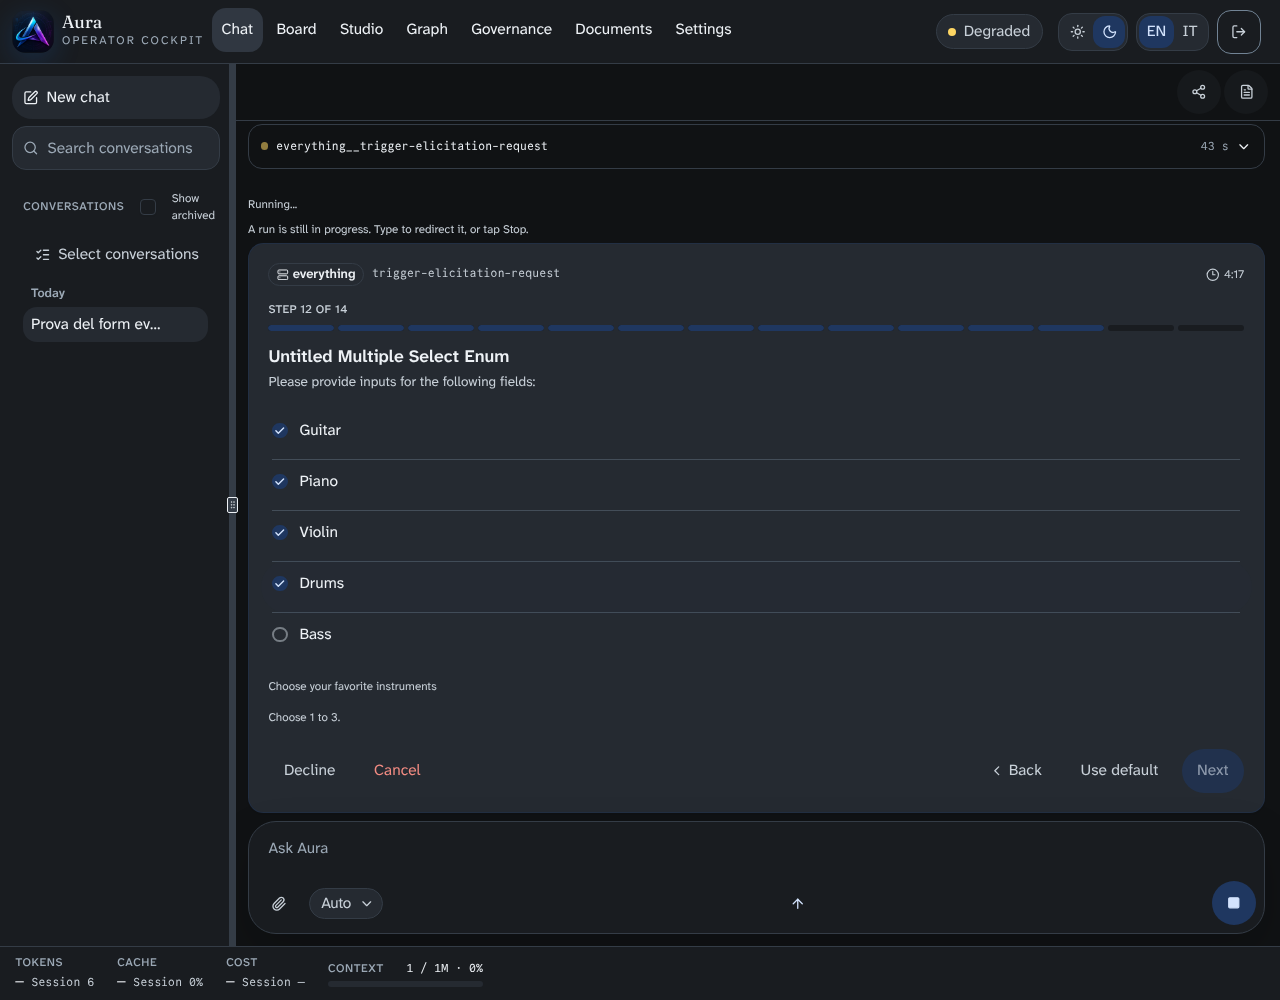 Aura
OPERATOR COCKPIT
Chat
Board
Studio
Graph
Governance
Documents
Settings
Degraded
EN
IT
New chat
Search conversations
CONVERSATIONS
Show
archived
Select conversations
Today
Prova del form ev...
everything__trigger-elicitation-request
43 s
Running...
A run is still in progress. Type to redirect it, or tap Stop.
everything
trigger-elicitation-request
4:17
STEP 12 OF 14
Untitled Multiple Select Enum
Please provide inputs for the following fields:
Guitar
Piano
Violin
Drums
Bass
Choose your favorite instruments
Choose 1 to 3.
Decline
Cancel
Back
Use default
Next
Ask Aura
Auto
TOKENS
— Session 6
CACHE
— Session 0%
COST
— Session —
CONTEXT
1 / 1M · 0%